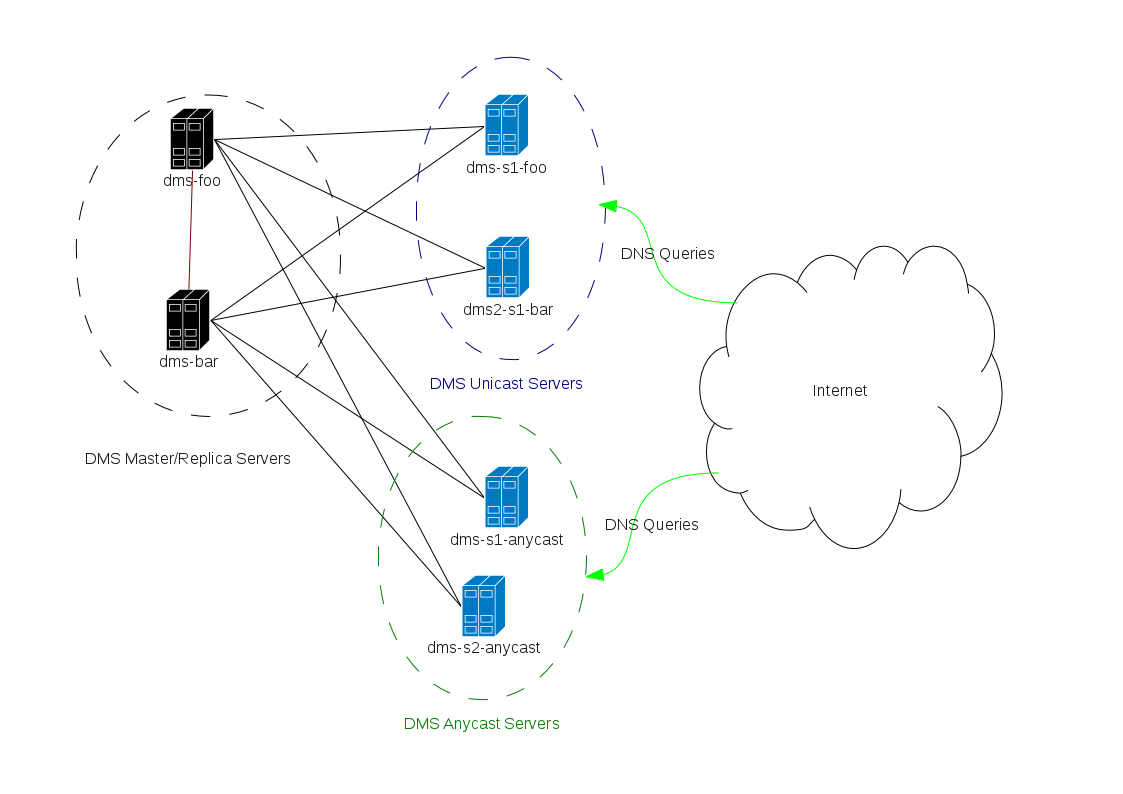 dms-foo
dms-bar
DMS Master/Replica Servers
dms-s1-foo
dms2-s1-bar
DMS Unicast Servers
dms-s1-anycast
dms-s2-anycast
DMS Anycast Servers
DNS Queries
DNS Queries
Internet